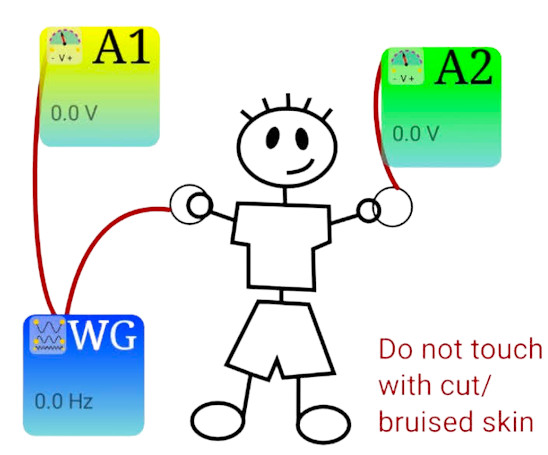 A1
- V +
0.0 V
A2
- V +
0.0 V
WG
0.0 Hz
Do not touch
with cut/
bruised skin